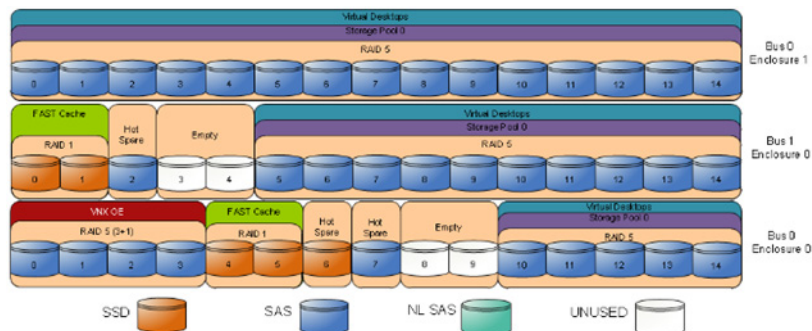 Virtual Desktops
Storage Pool 0
RAID 5
0 1 2 3 4 5 6 7 8 9 10 11 12 13 14
Bus 0
Enclosure 1
FAST Cache
RAID 1
Hot
Spare
Empty
Virtual Desktops
Storage Pool 0
RAID 5
0 1 2 3 4 5 6 7 8 9 10 11 12 13 14
Bus 1
Enclosure 0
VNX OE
RAID 5 (3+1)
FAST Cache
RAID 1
Hot
Spare
Hot
Spare
Empty
Virtual Desktops
Storage Pool 0
RAID 5
0 1 2 3 4 5 6 7 8 9 10 11 12 13 14
Bus 0
Enclosure 0
SSD SAS NL SAS UNUSED